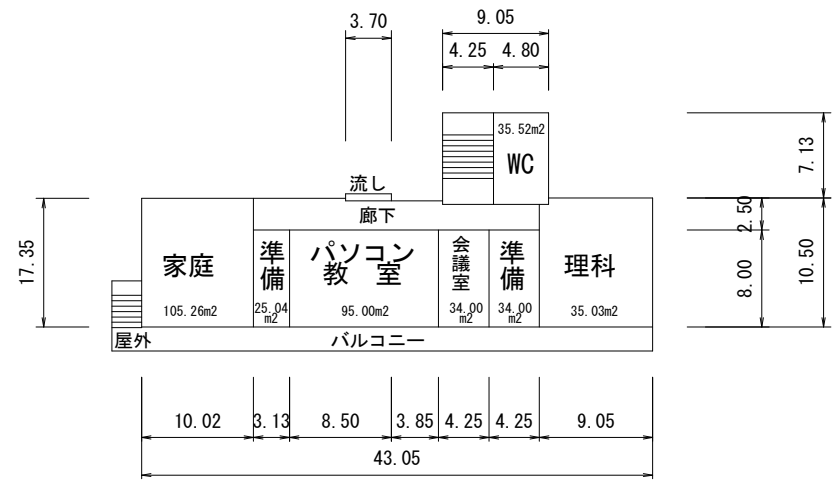 3.70
9.05
4.25 4.80
35.52m2
WC
7.13
流し
廊下
2.50
17.35
家庭
105.26m2
準備
25.04
m2
パソコン
教 室
95.00m2
会議室
34.00
m2
準備
34.00
m2
理科
35.03m2
8.00
10.50
屋外
バルコニー
10.02 3.13 8.50 3.85 4.25 4.25 9.05
43.05